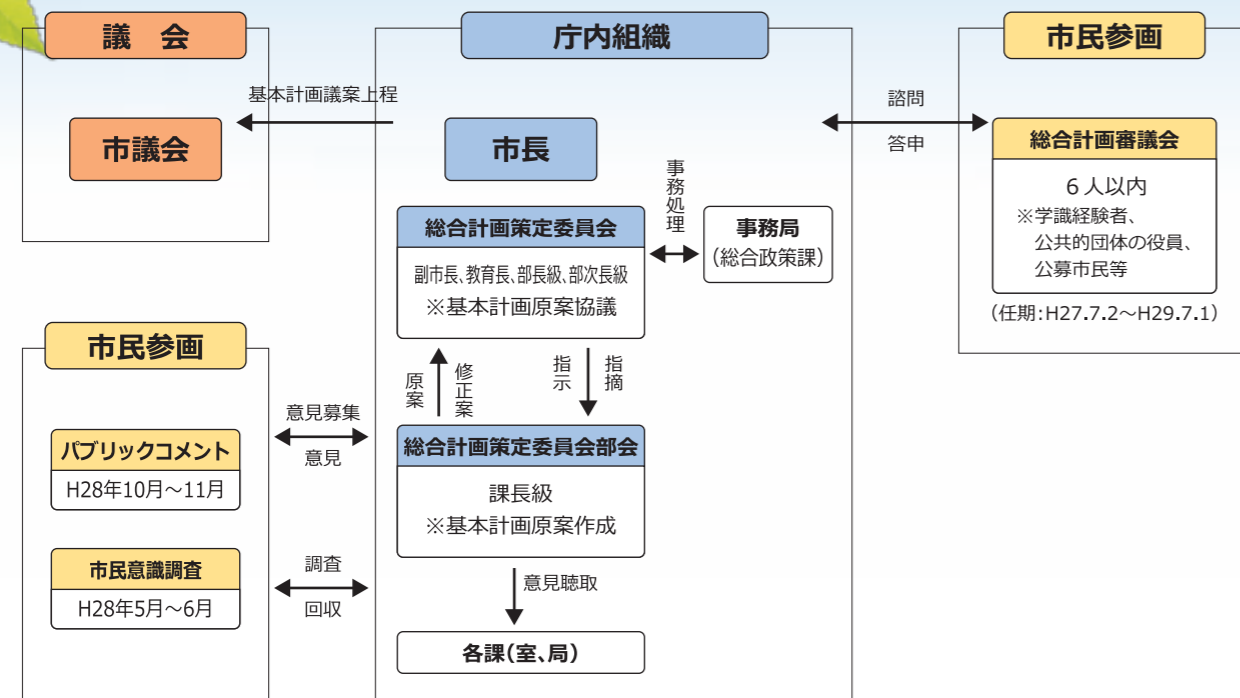 議 会
基本計画議案上程
市議会
庁内組織
市長
総合計画策定委員会
副市長、教育長、部長級、部次長級
※基本計画原案協議
事務処理
事務局
（総合政策課）
原案
修正案
指示
指摘
総合計画策定委員会部会
課長級
※基本計画原案作成
意見聴取
各課（室、局）
諮問
答申
市民参画
総合計画審議会
6人以内
※学識経験者、
公共的団体の役員、
公募市民等
（任期：H27.7.2～H29.7.1）
市民参画
パブリックコメント
H28年10月～11月
意見募集
意見
市民意識調査
H28年5月～6月
調査
回収